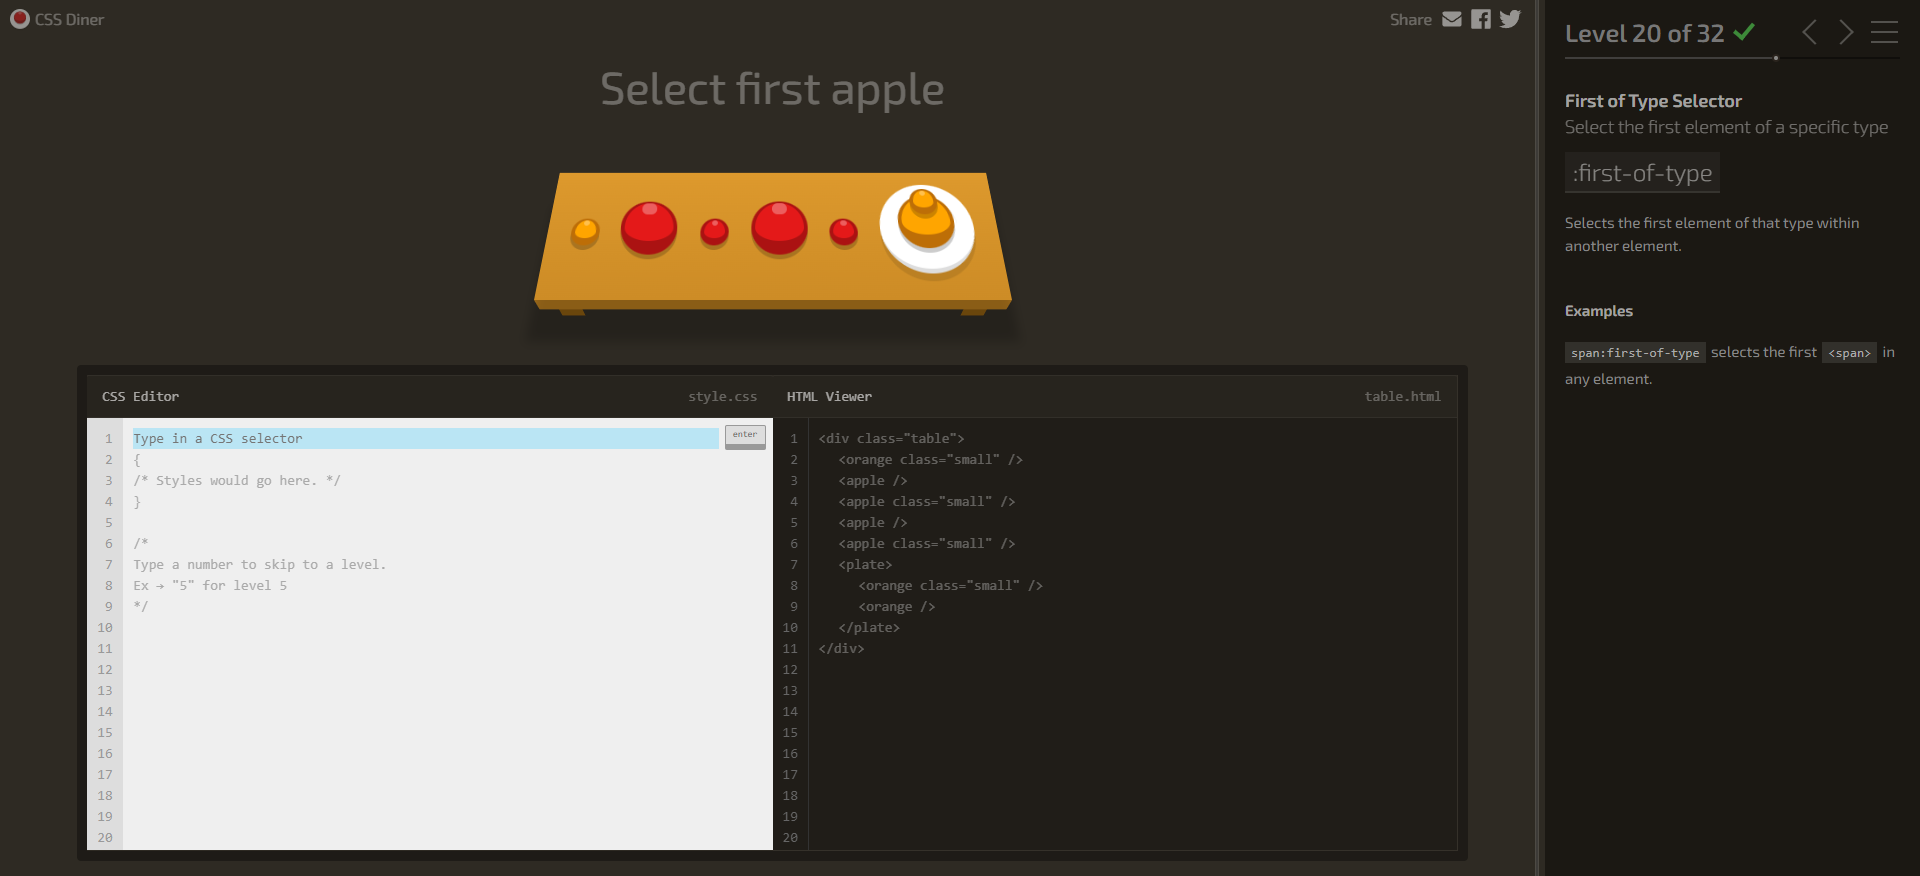 CSS Diner
Share
Select first apple
CSS Editor
style.css
HTML Viewer
table.html
1
2
3
4
5
6
7
8
9
10
11
12
13
14
15
16
17
18
19
20
Type in a CSS selector
enter
{
/* Styles would go here. */
}
/*
Type a number to skip to a level.
Ex → "5" for level 5
*/
1
2
3
4
5
6
7
8
9
10
11
12
13
14
15
16
17
18
19
20
<div class="table">
<orange class="small" />
<apple />
<apple class="small" />
<apple />
<apple class="small" />
<plate>
<orange class="small" />
<orange />
</plate>
</div>
Level 20 of 32
First of Type Selector
Select the first element of a specific type
:first-of-type
Selects the first element of that type within
another element.
Examples
span:first-of-type selects the first <span> in
any element.